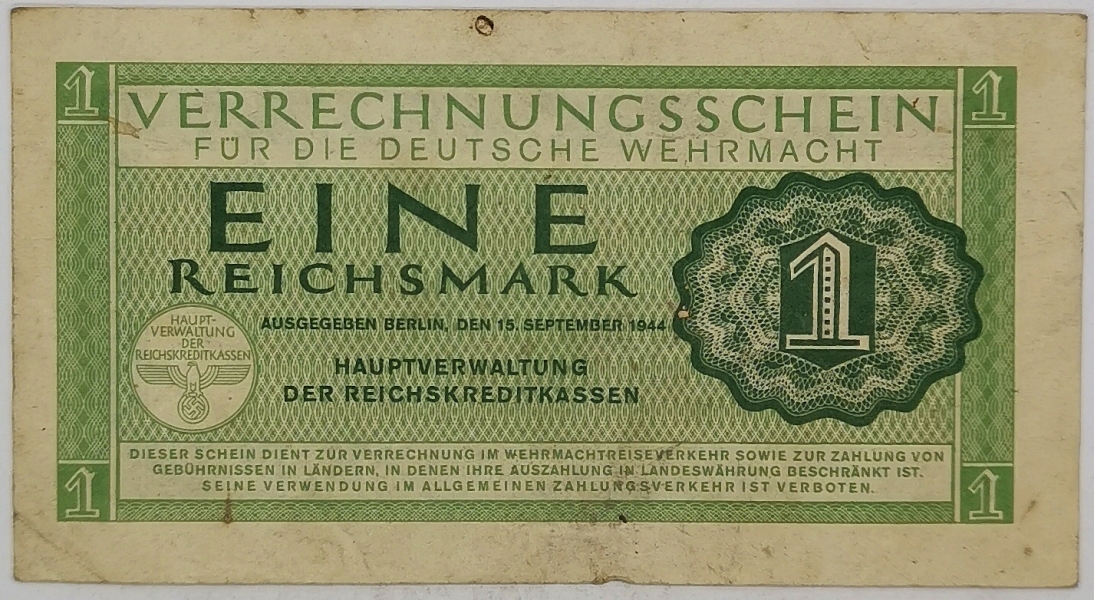 1 1
VERRECHNUNGSSCHEIN
FÜR DIE DEUTSCHE WEHRMACHT
EINE
REICHSMARK
1
AUSGEGEBEN BERLIN, DEN 15. SEPTEMBER 1944
HAUPTVERWALTUNG
DER REICHSKREDITKASSEN
HAUPT-
VERWALTUNG
DER
REICHSKREDITKASSEN
DIESER SCHEIN DIENT ZUR VERRECHNUNG IM WEHRMACHTREISEVERKEHR SOWIE ZUR ZAHLUNG VON
GEBÜHRNISSEN IN LÄNDERN, IN DENEN IHRE AUSZAHLUNG IN LANDESWÄHRUNG BESCHRÄNKT IST.
SEINE VERWENDUNG IM ALLGEMEINEN ZAHLUNGSVERKEHR IST VERBOTEN.
1 1